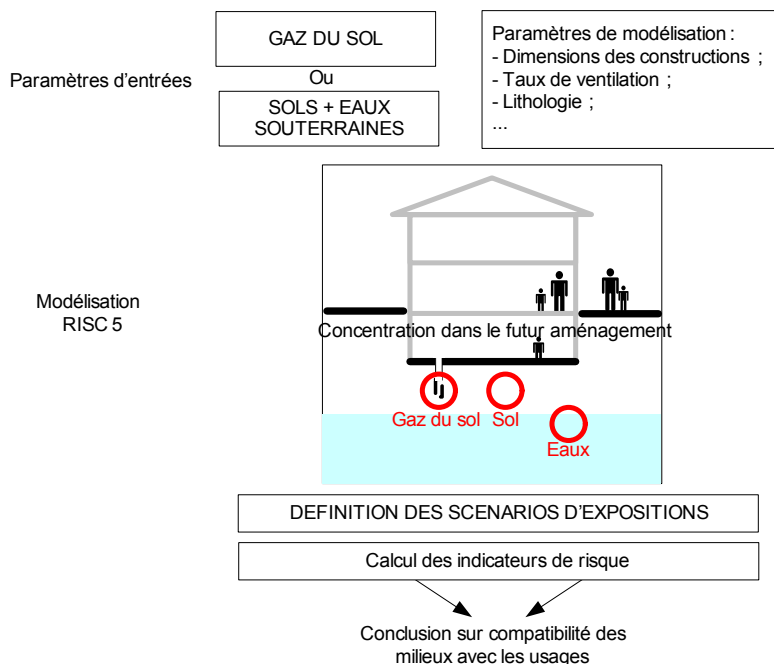 Paramètres d'entrées
GAZ DU SOL
Ou
SOLS + EAUX
SOUTERRAINES
Paramètres de modélisation :
- Dimensions des constructions ;
- Taux de ventilation ;
- Lithologie ;
...
Modélisation
RISC 5
Concentration dans le futur aménagement
Gaz du sol
Sol
Eaux
DEFINITION DES SCENARIOS D'EXPOSITIONS
Calcul des indicateurs de risque
Conclusion sur compatibilité des
milieux avec les usages